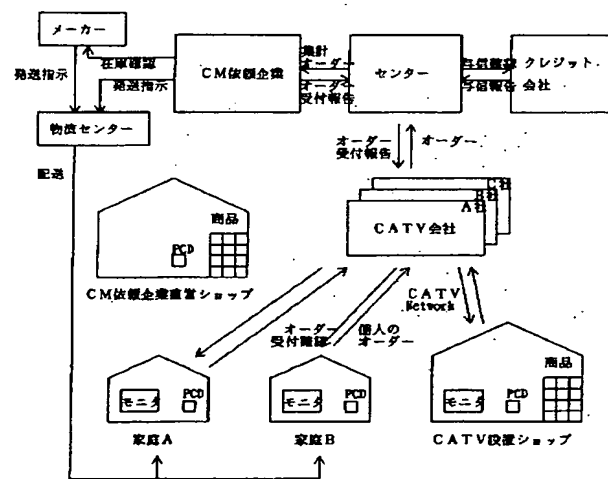 メーカー
発送指示
在庫確認
発送指示
CM依頼企業
集計
オーダー
オーダー
受付報告
センター
与信確認
与信報告
クレジット
会社
物流センター
配送
オーダー
受付報告
オーダー
C社
B社
A社
CATV会社
商品
PCD
CM依頼企業直営ショップ
オーダー
受付確認
個人の
オーダー
CATV
Network
モニタ
PCD
家庭A
モニタ
PCD
家庭B
商品
モニタ
PCD
CATV設置ショップ